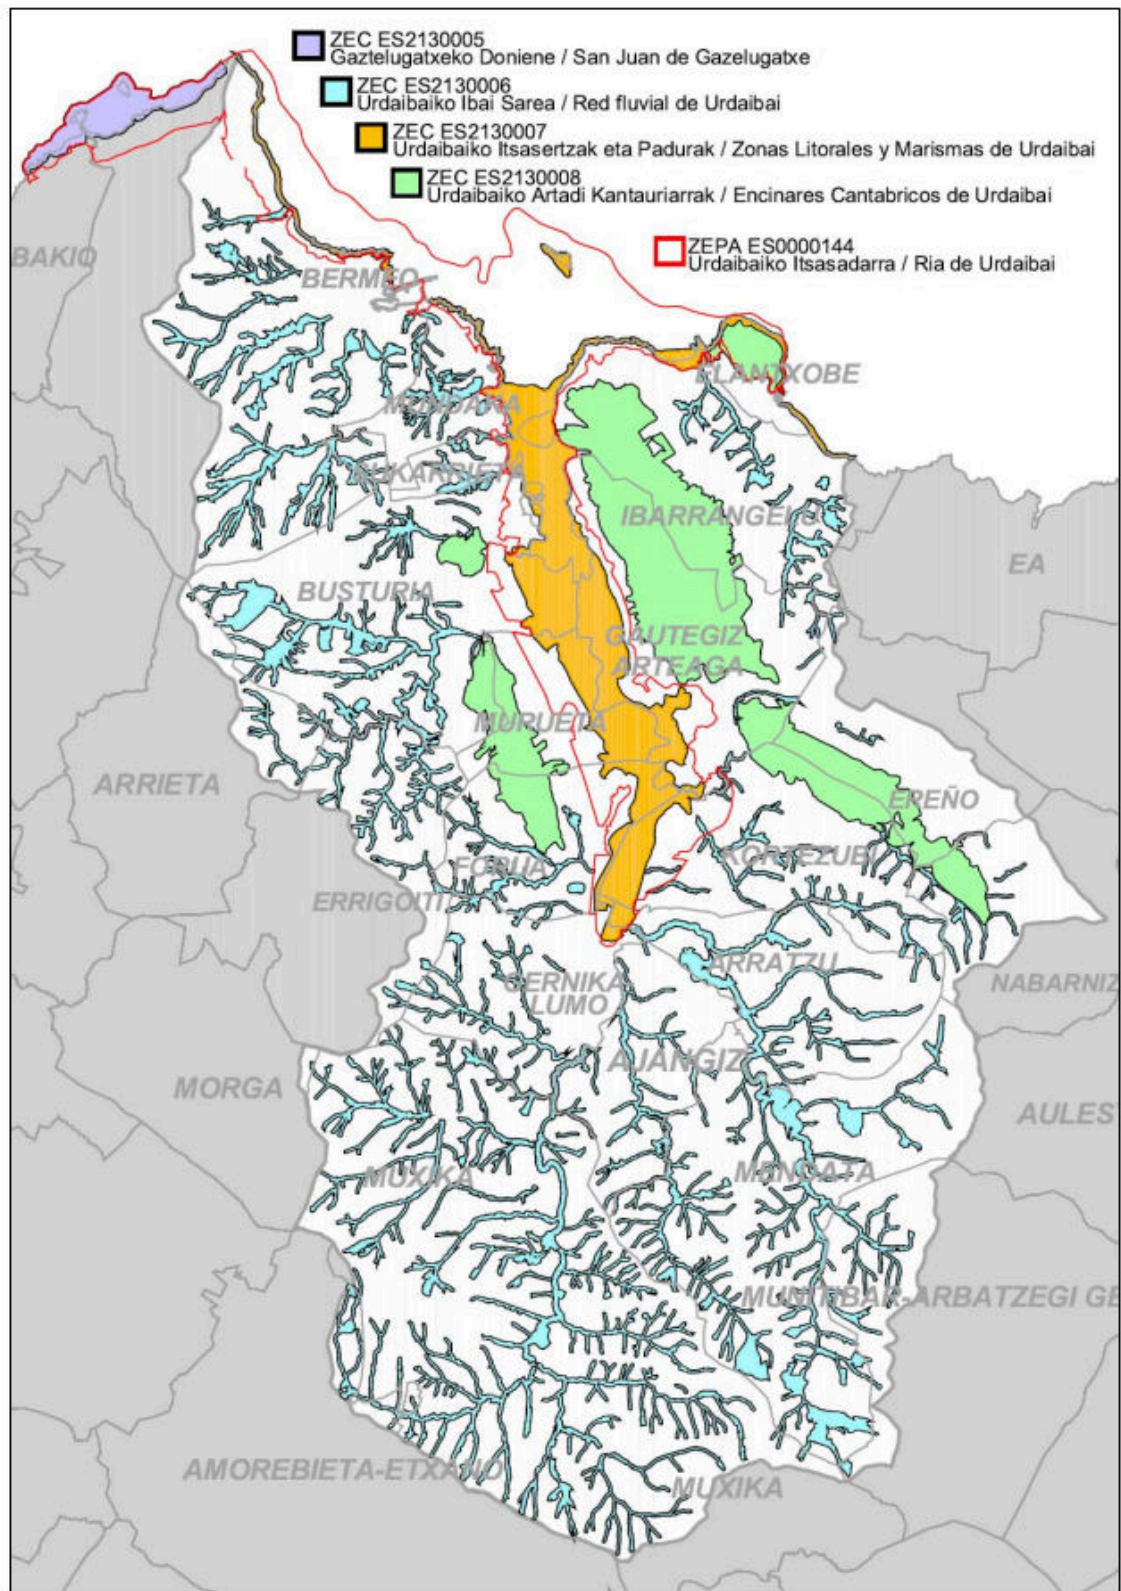 ZEC ES2130005
Gaztelugatxeko Doniene / San Juan de Gazelugatxe
ZEC ES2130006
Urdaibaiko Ibai Sarea / Red fluvial de Urdaibai
ZEC ES2130007
Urdaibaiko Itsasertzak eta Padurak / Zonas Litorales y Marismas de Urdaibai
ZEC ES2130008
Urdaibaiko Artadi Kantauriarrak / Encinares Cantabricos de Urdaibai
ZEPA ES0000144
Urdaibaiko Itsasadarra / Ria de Urdaibai
BAKIO
BERMEO
ELANTXOBE
MUNDAKA
SUKARRIETA
IBARRANGELU
EA
BUSTURIA
GAUTEGIZ
ARTEAGA
MURUETA
ARRIETA
EREÑO
KORTEZUBI
FORUA
ERRIGOITI
ARRATZU
GERNIKA
LUMO
NABARNIZ
AJANGIZ
MORGA
AULEST
MENDATA
MUXIKA
MUNITIBAR-ARBATZEGI GE
AMOREBIETA-ETXANO
MUXIKA